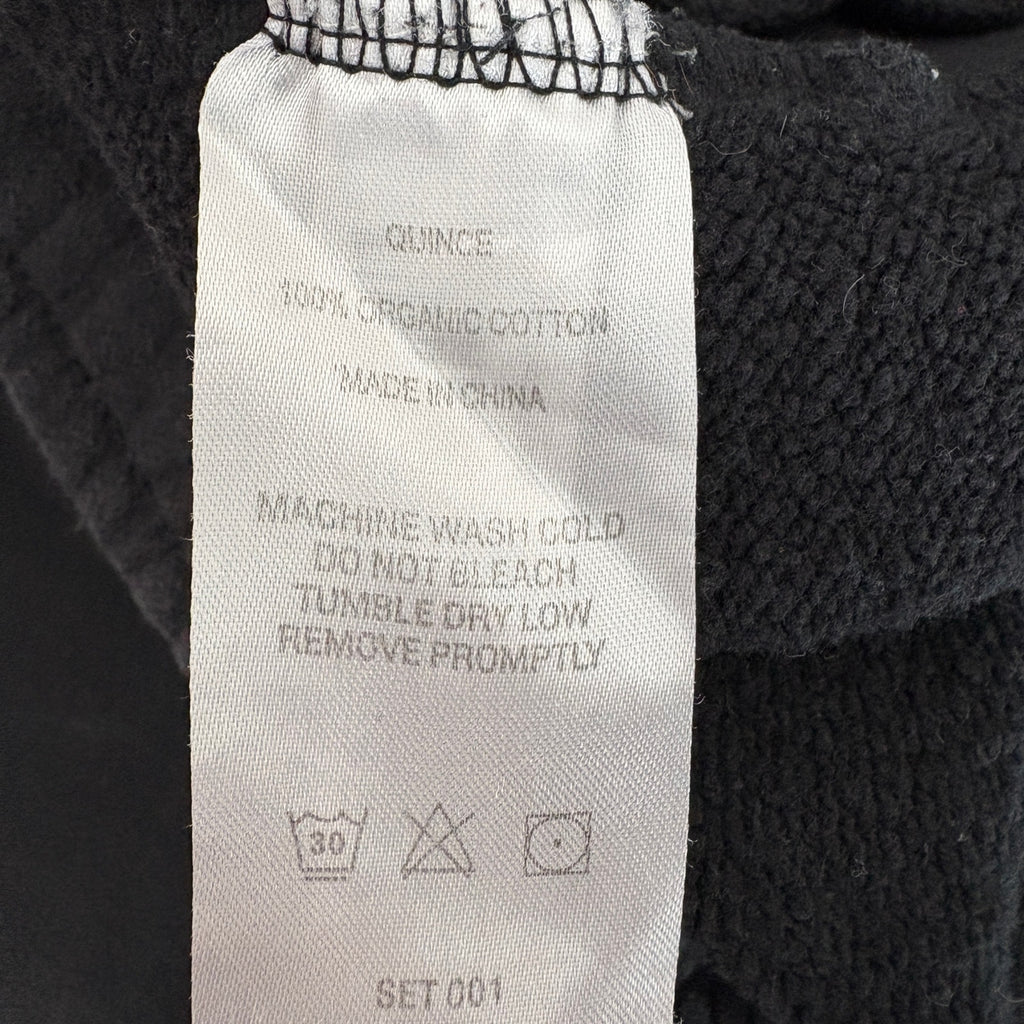 QUINCE
100% ORGANIC COTTON
MADE IN CHINA
MACHINE WASH COLD
DO NOT BLEACH
TUMBLE DRY LOW
REMOVE PROMPTLY
30
SET 001